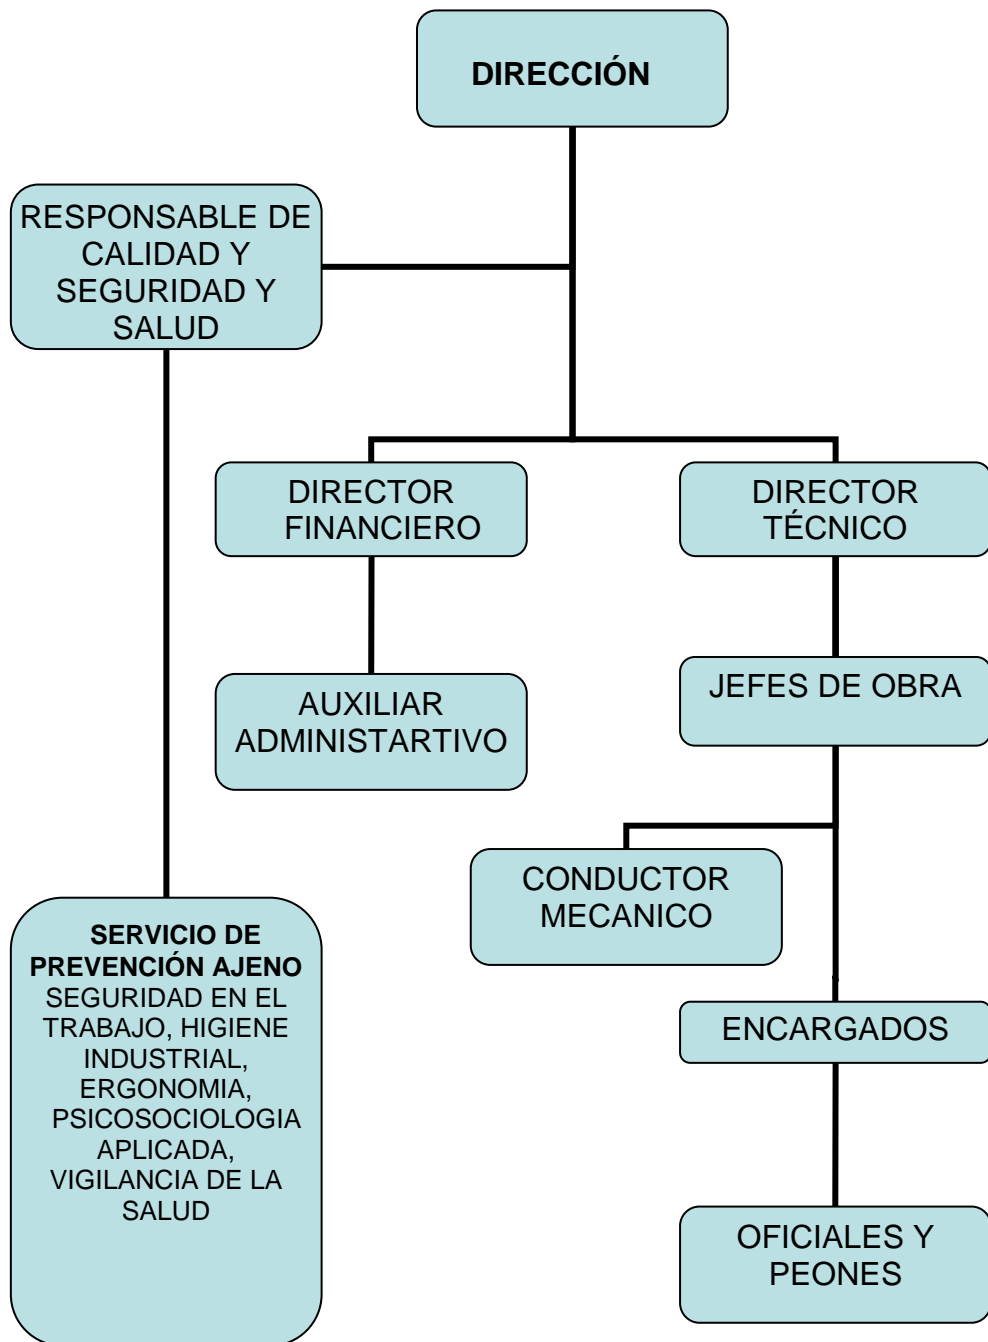 DIRECCIÓN
RESPONSABLE DE
CALIDAD Y
SEGURIDAD Y
SALUD
DIRECTOR
FINANCIERO
DIRECTOR
TÉCNICO
JEFES DE OBRA
AUXILIAR
ADMINISTARTIVO
CONDUCTOR
MECANICO
SERVICIO DE
PREVENCIÓN AJENO
SEGURIDAD EN EL
TRABAJO, HIGIENE
INDUSTRIAL,
ERGONOMIA,
PSICOSOCIOLOGIA
APLICADA,
VIGILANCIA DE LA
SALUD
ENCARGADOS
OFICIALES Y
PEONES